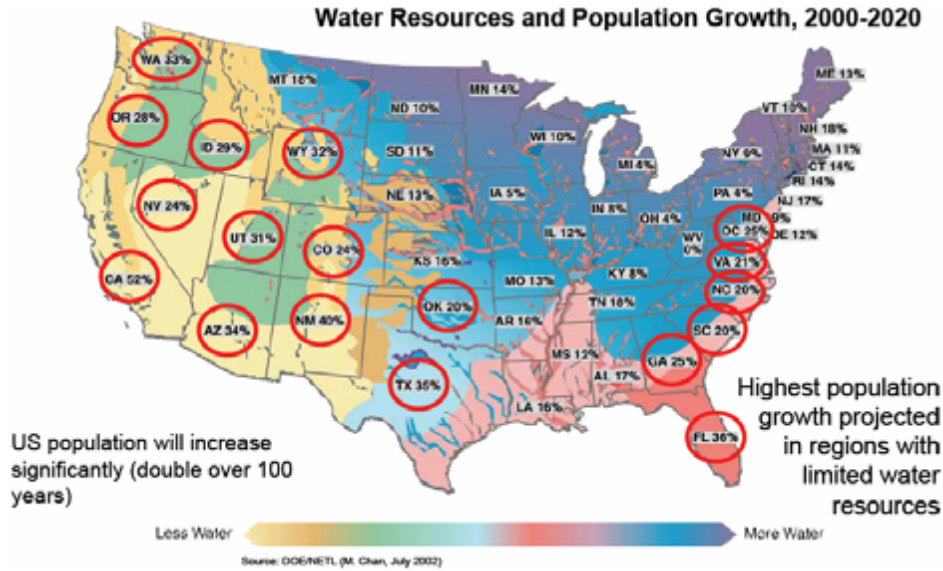 Water Resources and Population Growth, 2000-2020
WA 33%
MT 18%
ND 10%
MN 14%
ME 13%
OR 28%
ID 29%
WY 32%
SD 11%
WI 10%
MI 4%
VT 10%
NH 18%
NY 9%
MA 11%
CT 14%
RI 14%
NV 24%
UT 31%
CO 24%
NE 13%
IA 5%
IL 12%
IN 8%
OH 4%
PA 4%
NJ 17%
DE 12%
WV
0%
DC 25%
VA 21%
CA 52%
KS 16%
MO 13%
KY 8%
NC 20%
AZ 34%
NM 40%
OK 20%
AR 16%
TN 18%
SC 20%
TX 35%
LA 16%
MS 12%
AL 17%
GA 25%
FL 36%
Highest population
growth projected
in regions with
limited water
resources
US population will increase
significantly (double over 100
years)
Less Water
More Water
Source: DOE/NETL (M. Chan, July 2002)